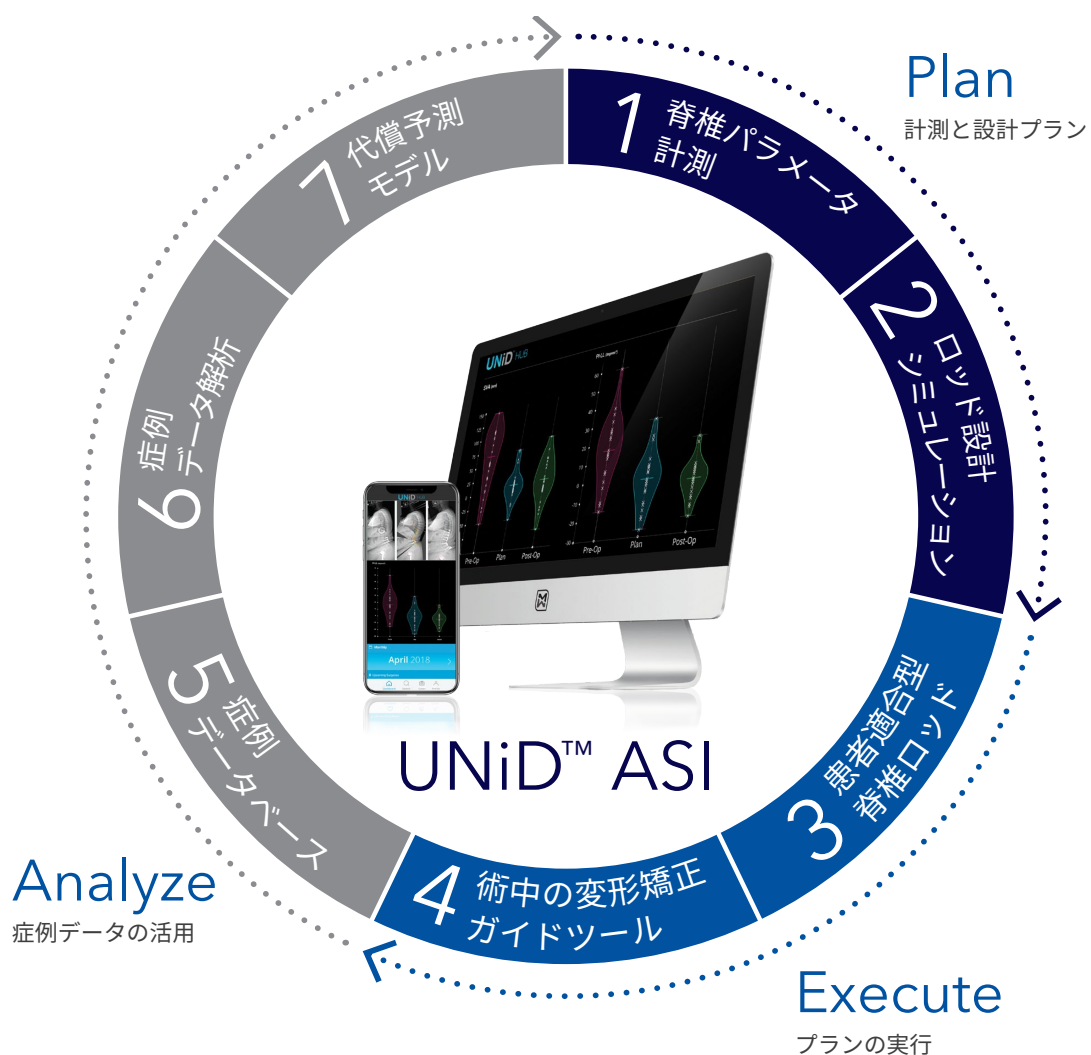 Plan
計測と設計プラン
1 脊椎パラメータ
計測
2 ロッド設計
シミュレーション
3 患者適合型
脊椎ロッド
4 術中の変形矯正
ガイドツール
Execute
プランの実行
5 症例
データベース
6 症例
データ解析
7 代償予測
モデル
Analyze
症例データの活用
UNiD HUB
Pre-Op
Plan
Post-Op
Pre-Op
Plan
Post-Op
UNiD HUB
April 2018
UNiD™ ASI